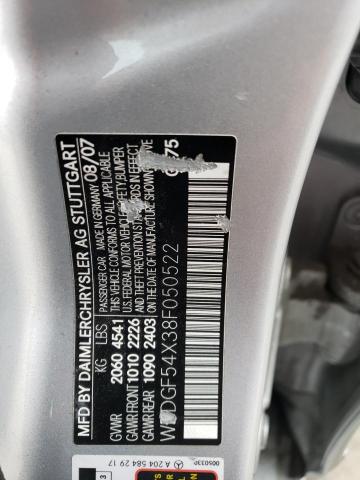 MFD BY DAIMLERCHRYSLER AG STUTTGART
PASSENGER CAR MADE IN GERMANY 08/07
KG LBS THIS VEHICLE CONFORMS TO ALL APPLICABLE
GVWR 2060 4541 U.S.FEDERAL MOTOR VEHICLE SAFETY BUMPER
GAWR FRONT 1010 2226 AND THEFT PREVENTION STANDARDS IN EFFECT
GAWR REAR 1090 2403 ON THE DATE OF MANUFACTURE SHOWN ABOVE
DGF54X38F050522
005033P
A 204 584 29 17